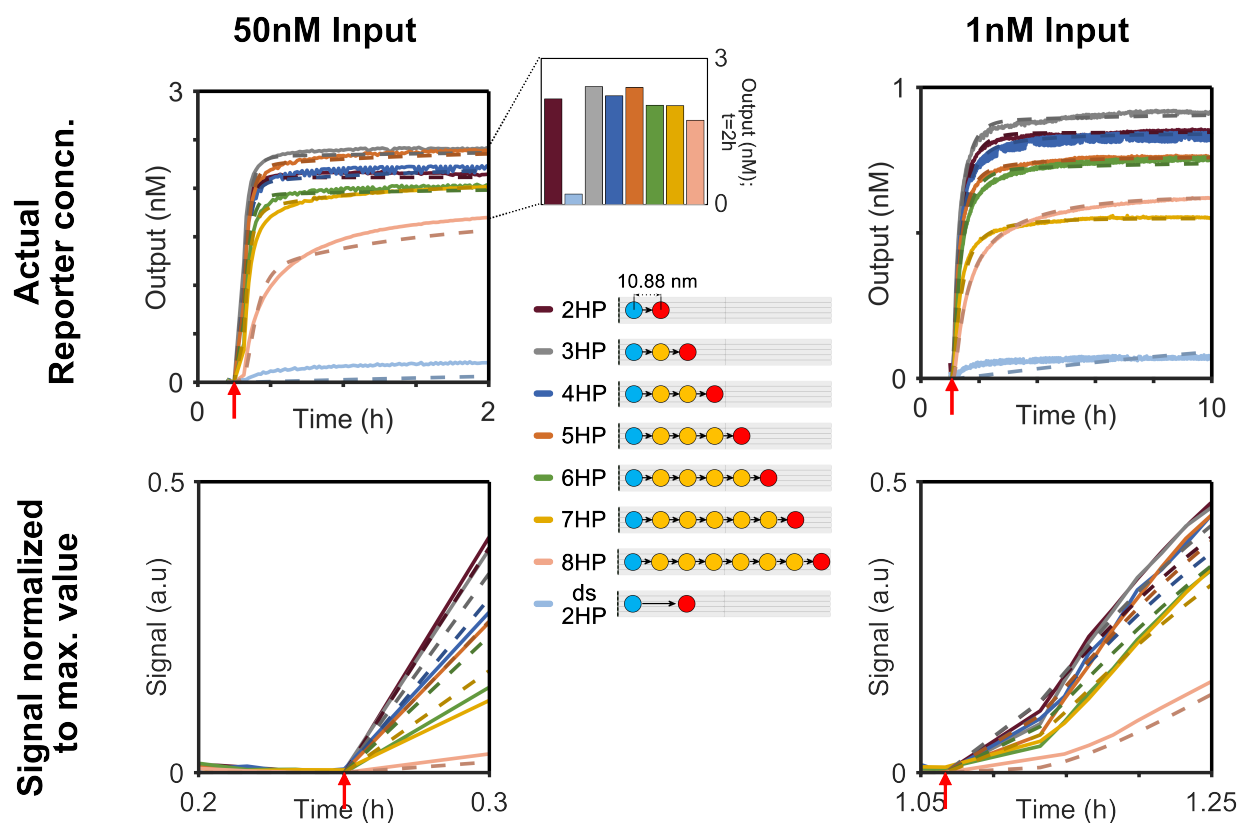 50nM Input
1nM Input
Actual
Reporter concn.
Output (nM)
3
0
0
2
Time (h)
3
0
Output (nM);
t=2h
Output (nM)
1
0
0
10
Time (h)
10.88 nm
2HP
3HP
4HP
5HP
6HP
7HP
8HP
ds
2HP
Signal normalized
to max. value
Signal (a.u)
0.5
0
0.2
0.3
Time (h)
Signal (a.u)
0.5
0
1.05
1.25
Time (h)